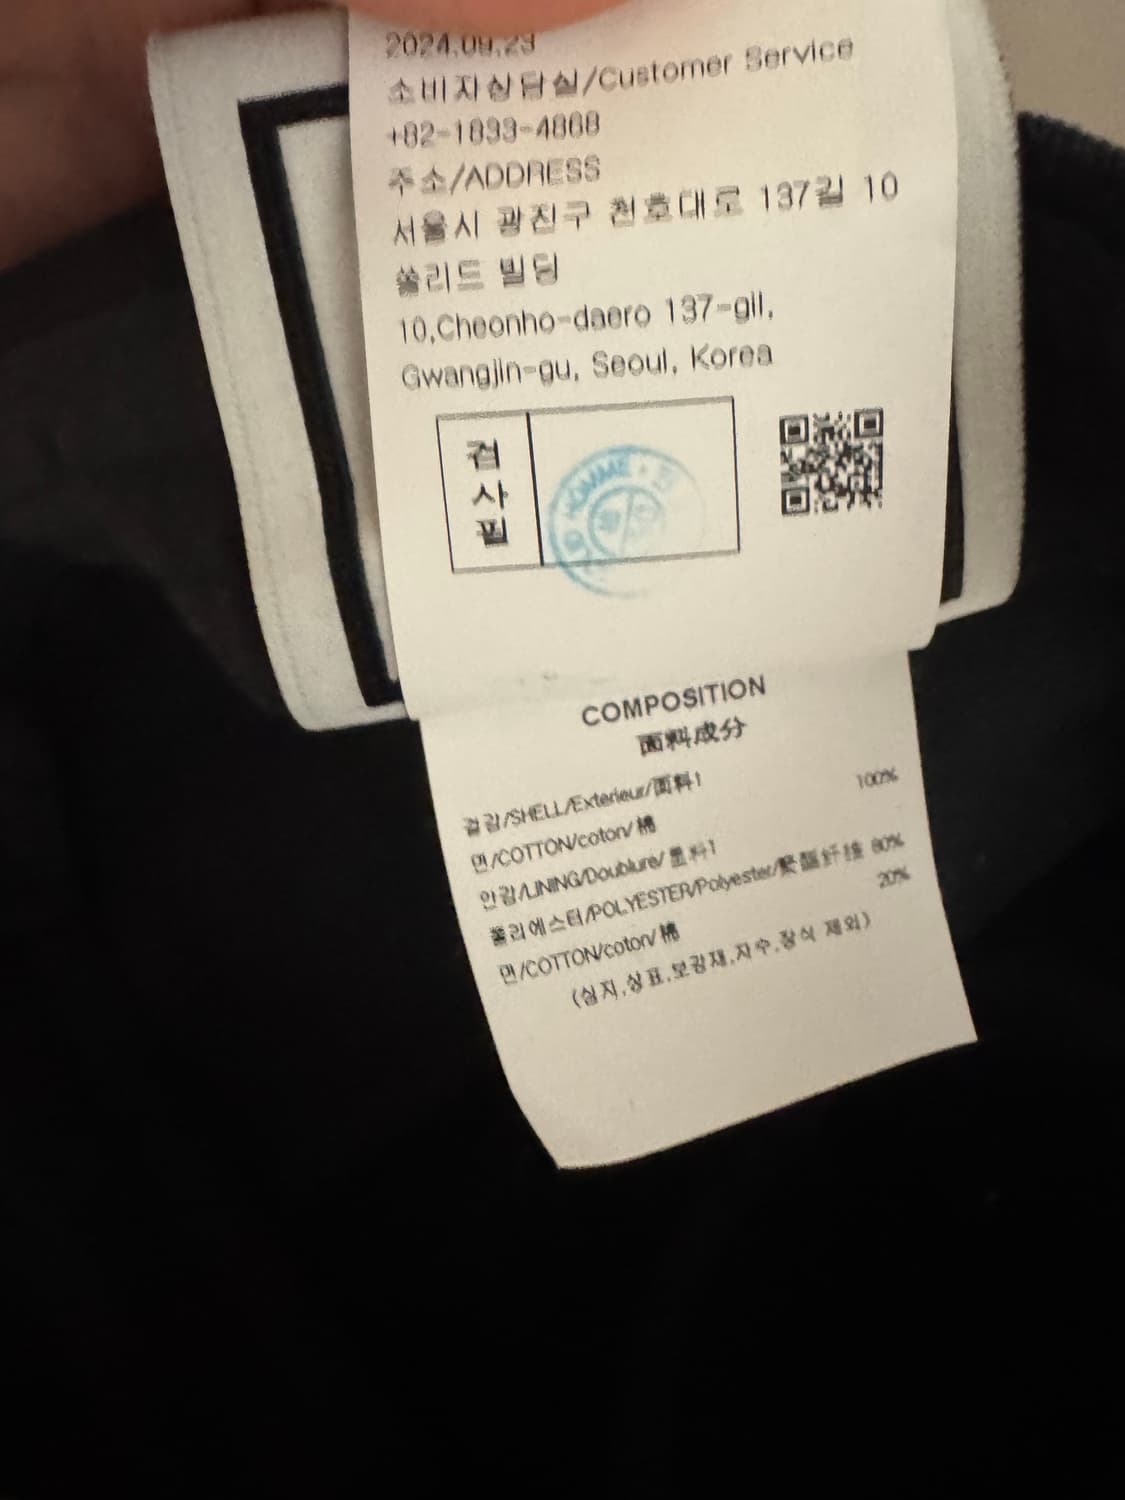 2024.09.23
소비자상담실/Customer Service
+82-1833-4868
주소/ADDRESS
서울시 광진구 천호대로 137길 10
쏠리드 빌딩
10,Cheonho-daero 137-gil,
Gwangjin-gu, Seoul, Korea
검사필
HOMME
COMPOSITION
面料成分
겉감/SHELL/Exterieur/面料1
100%
면/COTTON/coton/棉
안감/LINING/Doublure/里料1
폴리에스터/POLYESTER/Polyester/聚酯纤维 80%
면/COTTON/coton/棉 20%
(심지,상표,보강재,자수,장식 제외)